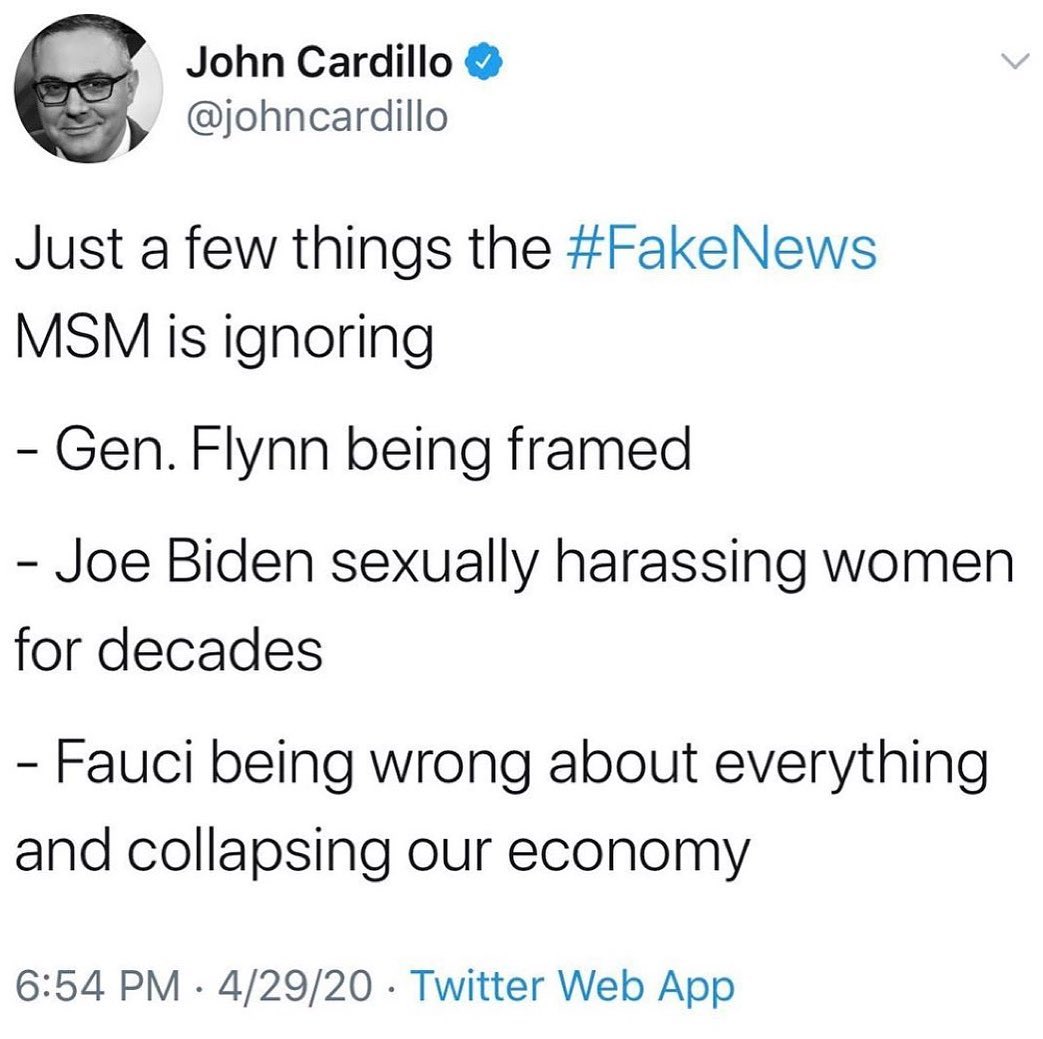 John Cardillo
@johncardillo
Just a few things the #FakeNews
MSM is ignoring
- Gen. Flynn being framed
- Joe Biden sexually harassing women
for decades
- Fauci being wrong about everything
and collapsing our economy
6:54 PM · 4/29/20 · Twitter Web App